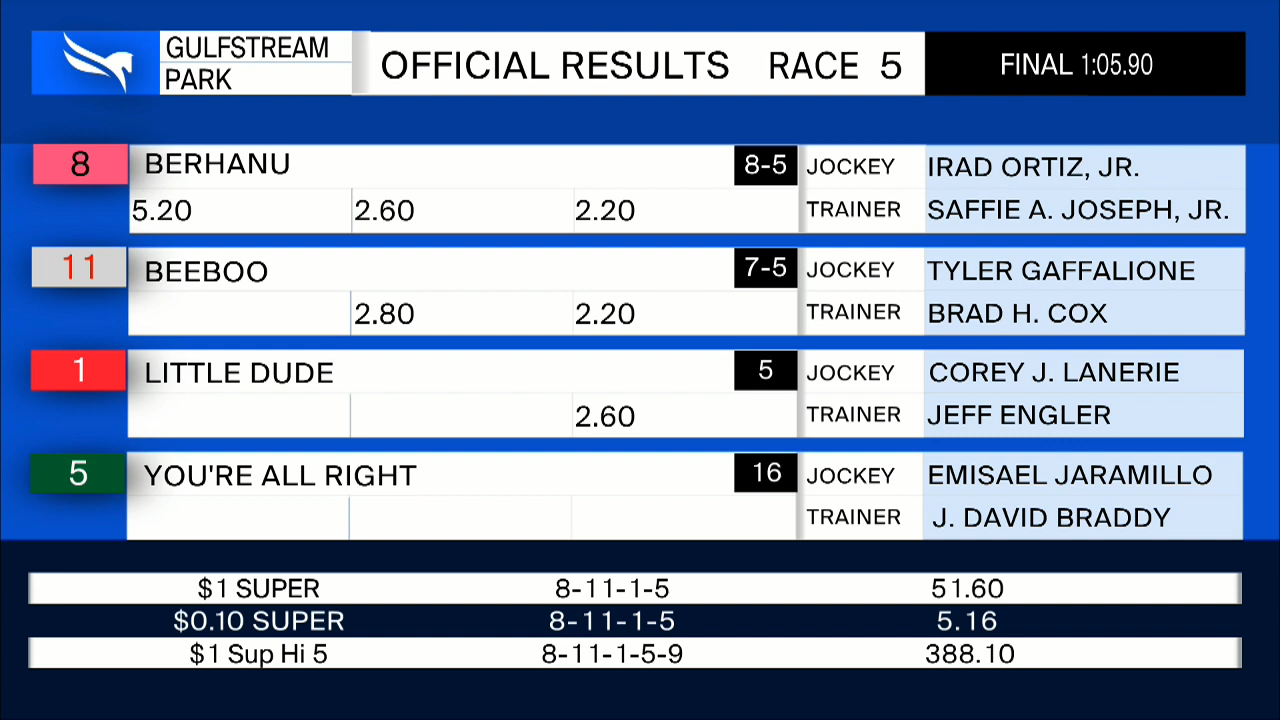 GULFSTREAM PARK OFFICIAL RESULTS RACE 5 FINAL 1:05.90
8 BERHANU 8-5 JOCKEY IRAD ORTIZ, JR.
5.20 2.60 2.20 TRAINER SAFFIE A. JOSEPH, JR.
11 BEEBOO 7-5 JOCKEY TYLER GAFFALIONE
2.80 2.20 TRAINER BRAD H. COX
1 LITTLE DUDE 5 JOCKEY COREY J. LANERIE
2.60 TRAINER JEFF ENGLER
5 YOU'RE ALL RIGHT 16 JOCKEY EMISAEL JARAMILLO
TRAINER J. DAVID BRADDY
$1 SUPER 8-11-1-5 51.60
$0.10 SUPER 8-11-1-5 5.16
$1 Sup Hi 5 8-11-1-5-9 388.10